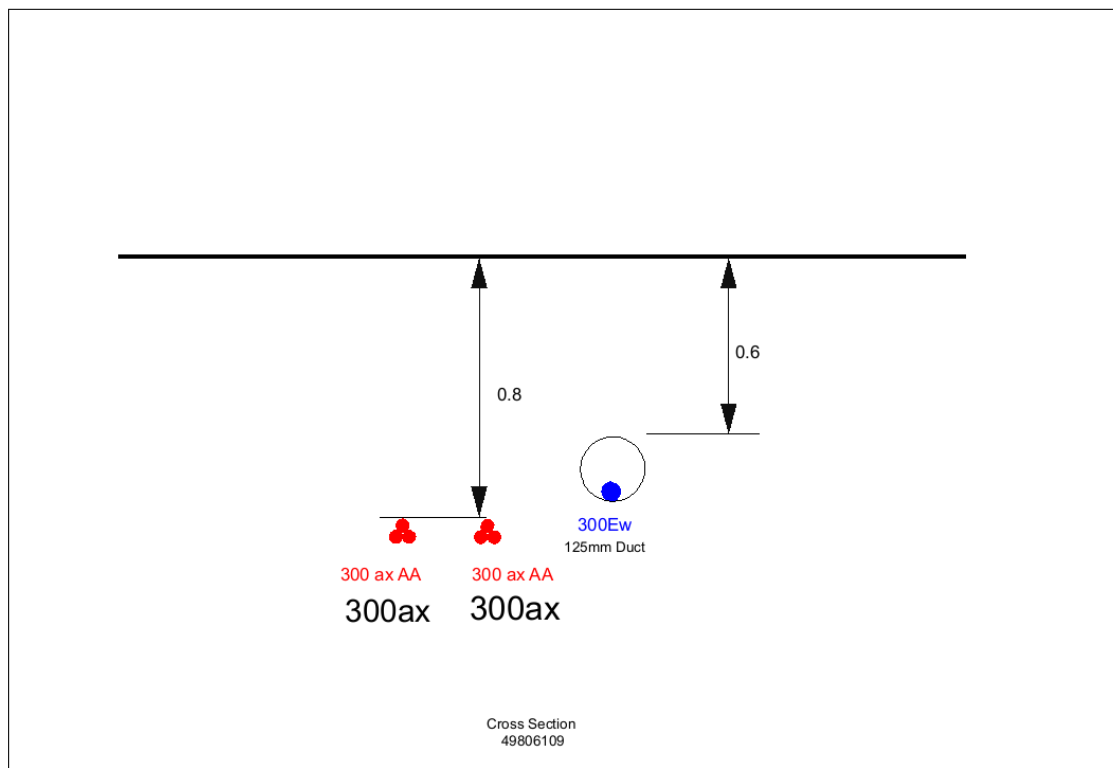 0.6
0.8
300Ew
125mm Duct
300 ax AA 300 ax AA
300ax 300ax
Cross Section
49806109